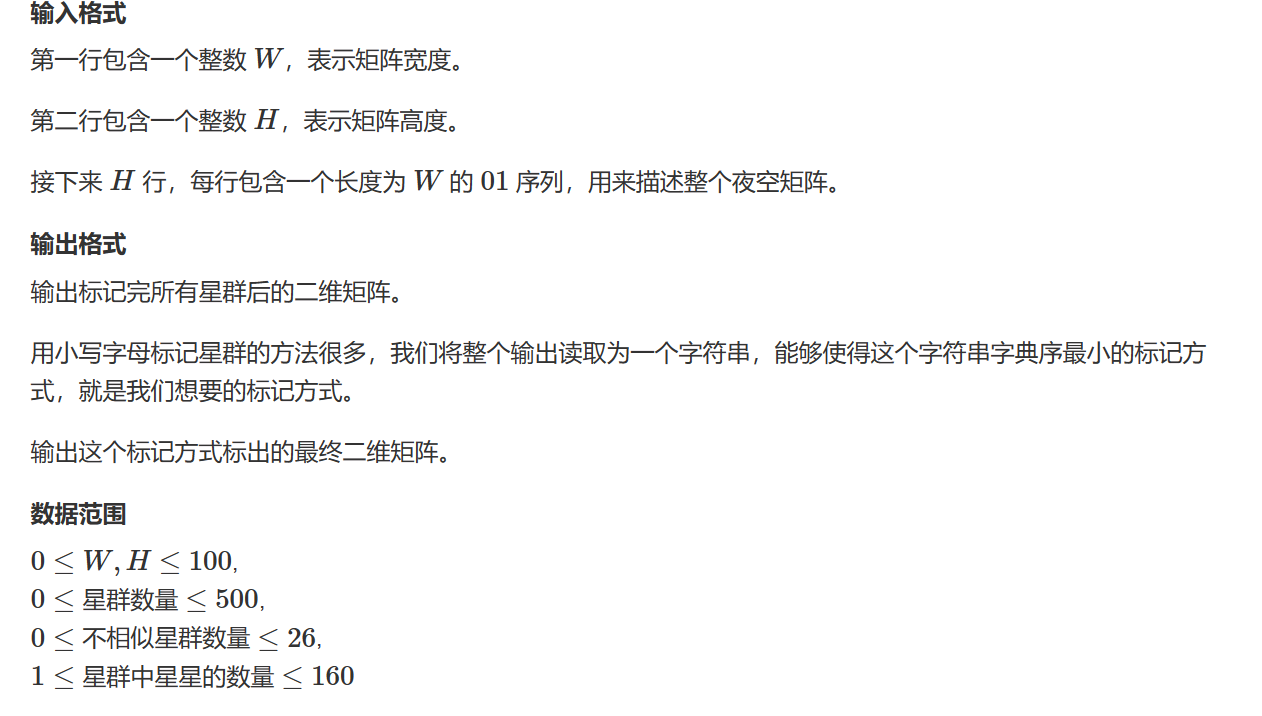 输入格式
第一行包含一个整数 W，表示矩阵宽度。
第二行包含一个整数 H，表示矩阵高度。
接下来 H 行，每行包含一个长度为 W 的 01 序列，用来描述整个夜空矩阵。
输出格式
输出标记完所有星群后的二维矩阵。
用小写字母标记星群的方法很多，我们将整个输出读取为一个字符串，能够使得这个字符串字典序最小的标记方
式，就是我们想要的标记方式。
输出这个标记方式标出的最终二维矩阵。
数据范围
0 ≤ W, H ≤ 100,
0 ≤ 星群数量 ≤ 500,
0 ≤ 不相似星群数量 ≤ 26,
1 ≤ 星群中星星的数量 ≤ 160